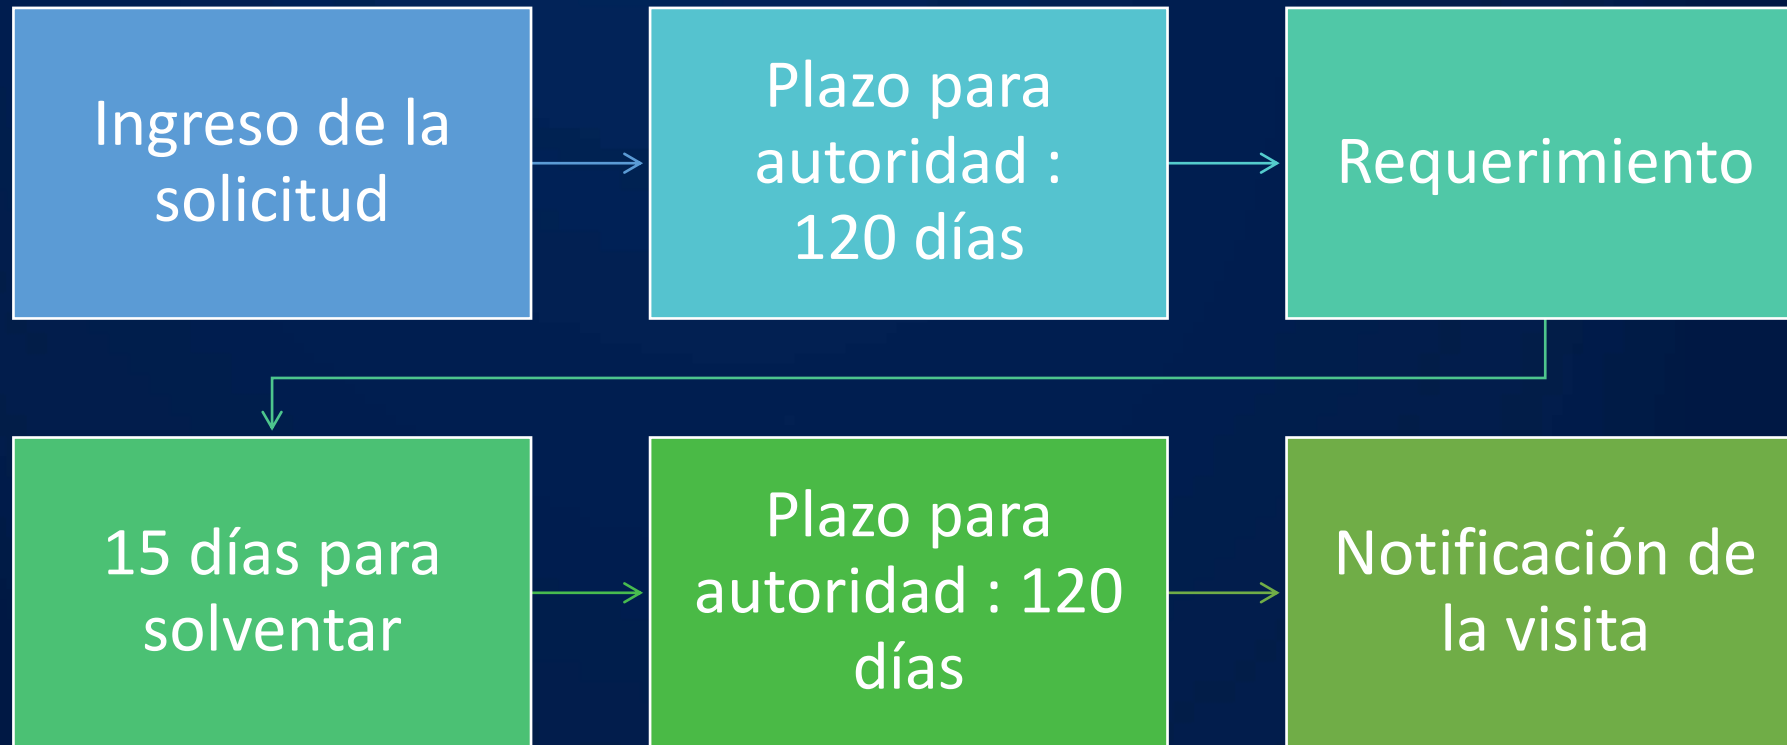 Ingreso de la
solicitud
Plazo para
autoridad :
120 días
Requerimiento
15 días para
solventar
Plazo para
autoridad : 120
días
Notificación de
la visita